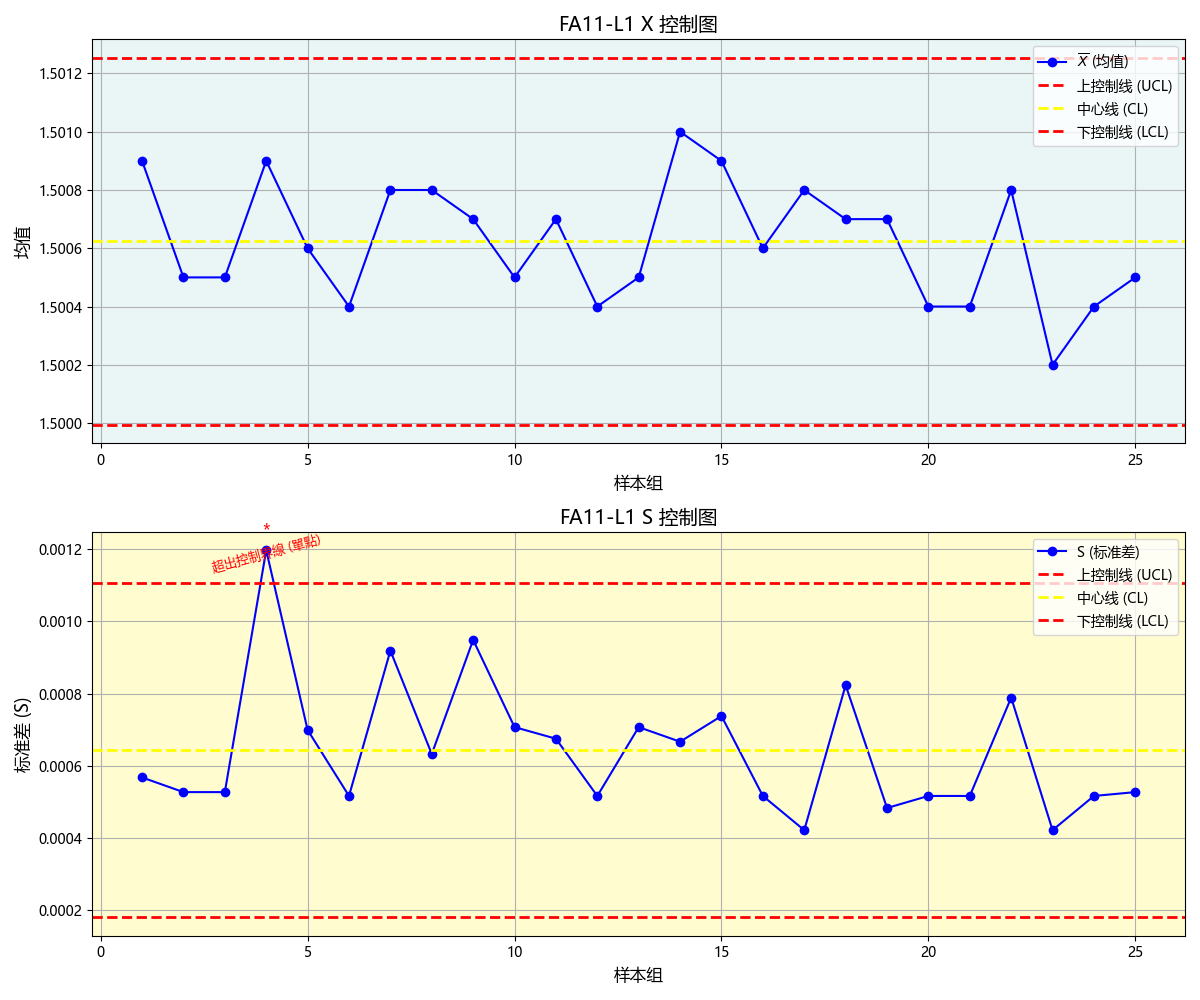 FA11-L1 X 控制图
均值
1.5012
1.5010
1.5008
1.5006
1.5004
1.5002
1.5000
X (均值)
上控制线 (UCL)
中心线 (CL)
下控制线 (LCL)
0 5 10 15 20 25
样本组
FA11-L1 S 控制图
*
超出控制界線 (單點)
标准差 (S)
0.0012
0.0010
0.0008
0.0006
0.0004
0.0002
S (标准差)
上控制线 (UCL)
中心线 (CL)
下控制线 (LCL)
0 5 10 15 20 25
样本组